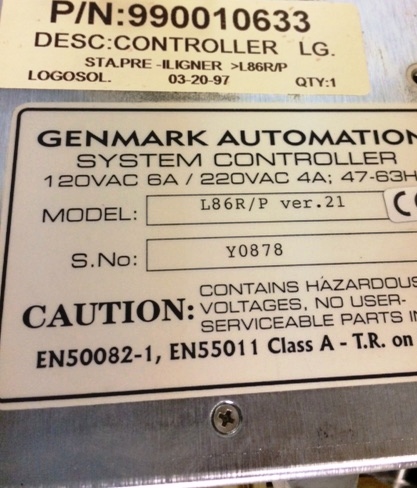 P/N:990010633
DESC:CONTROLLER LG.
STA.PRE -ILIGNER >L86R/P
LOGOSOL. 03-20-97 QTY:1
GENMARK AUTOMATION
SYSTEM CONTROLLER
120VAC 6A / 220VAC 4A; 47-63H
MODEL: L86R/P ver.21 CE
S.No: Y0878
CAUTION: CONTAINS HAZARDOUS
VOLTAGES, NO USER-
SERVICEABLE PARTS IN
EN50082-1, EN55011 Class A - T.R. on